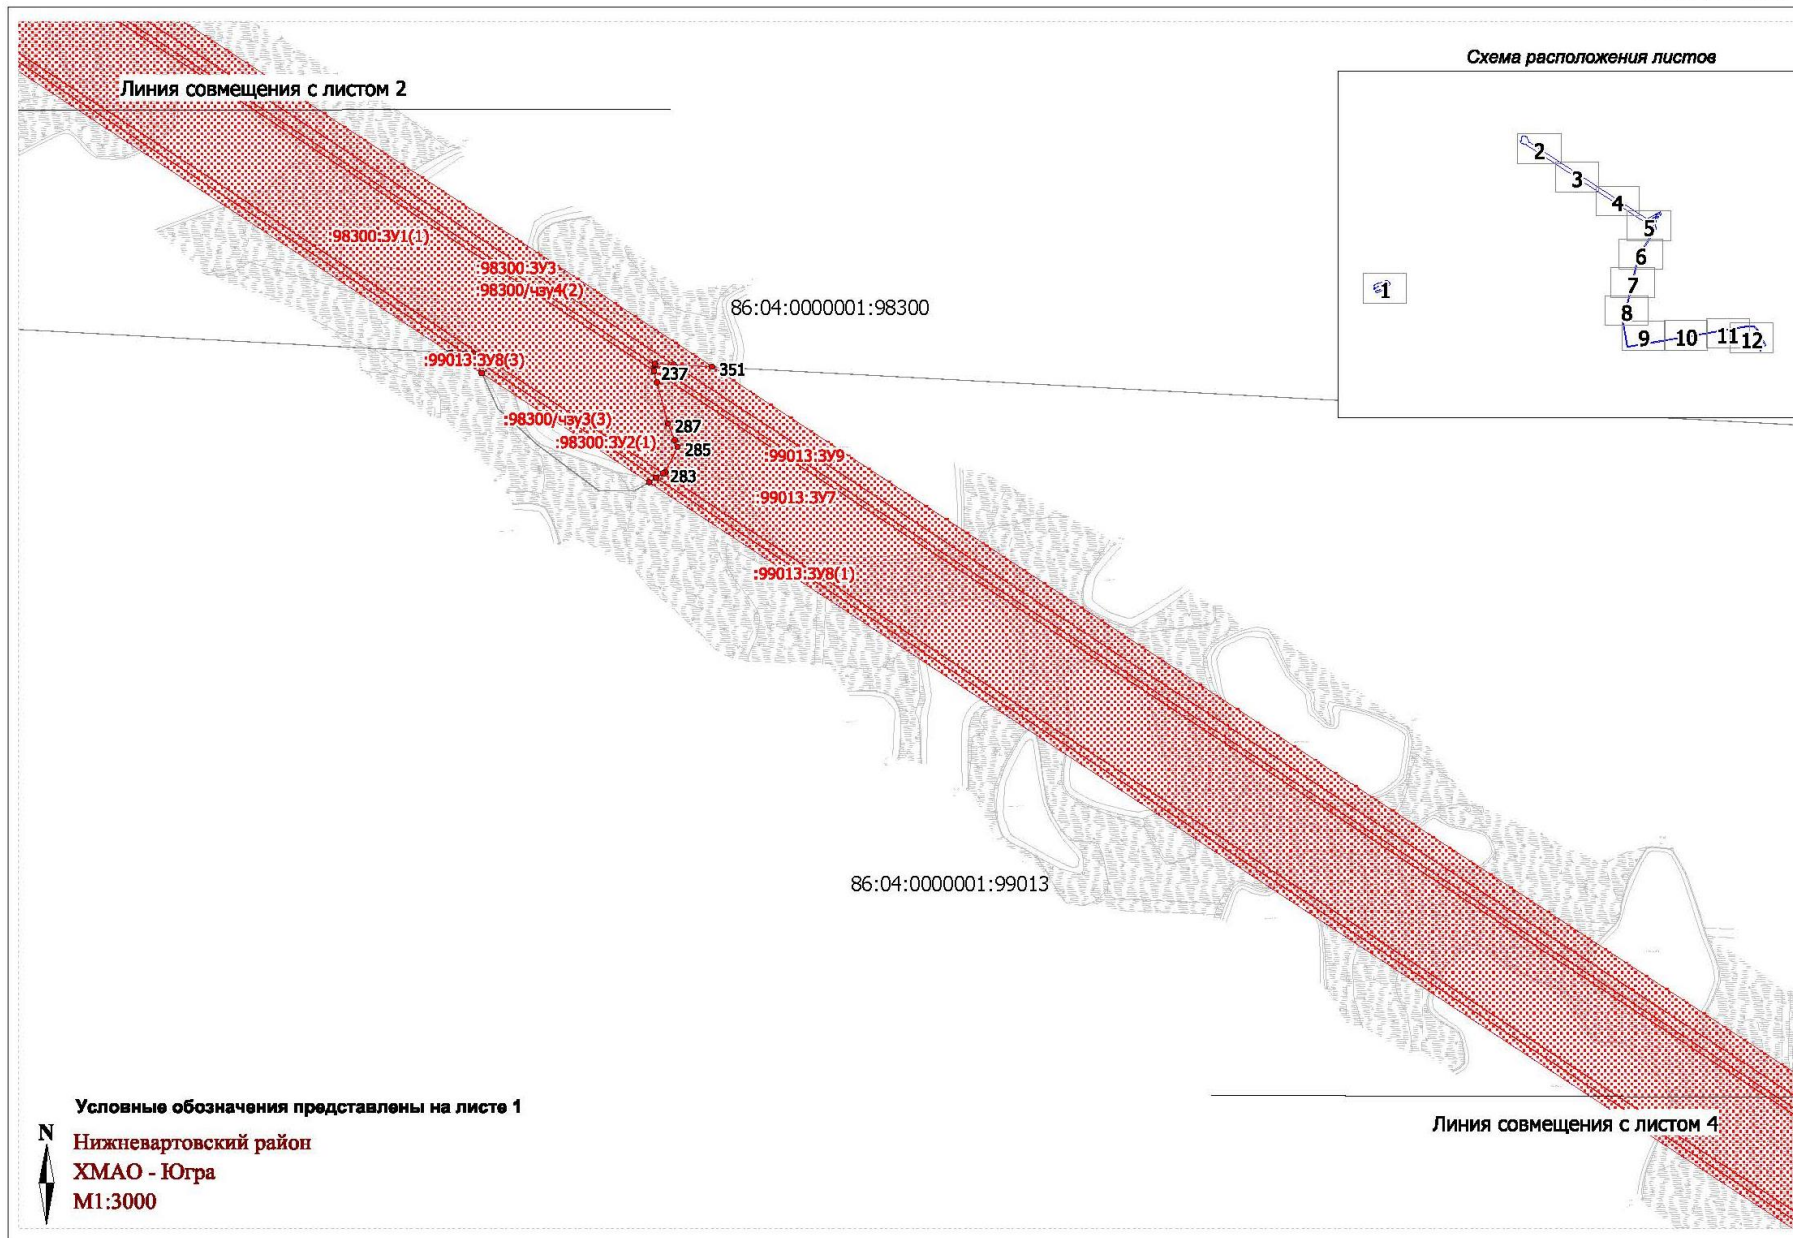 Схема расположения листов
Линия совмещения с листом 2
2
3
4
5
6
7
8
9
10
11
12
1
98300:ЗУ1(1)
98300:ЗУ3
98300/чзу4(2)
86:04:0000001:98300
:99013:ЗУ8(3)
237
351
:98300/чзу3(3)
287
:98300:ЗУ2(1)
285
99013:ЗУ9
283
:99013:ЗУ7
:99013:ЗУ8(1)
86:04:0000001:99013
Условные обозначения представлены на листе 1
Линия совмещения с листом 4
N
Нижневартовский район
ХМАО - Югра
М1:3000